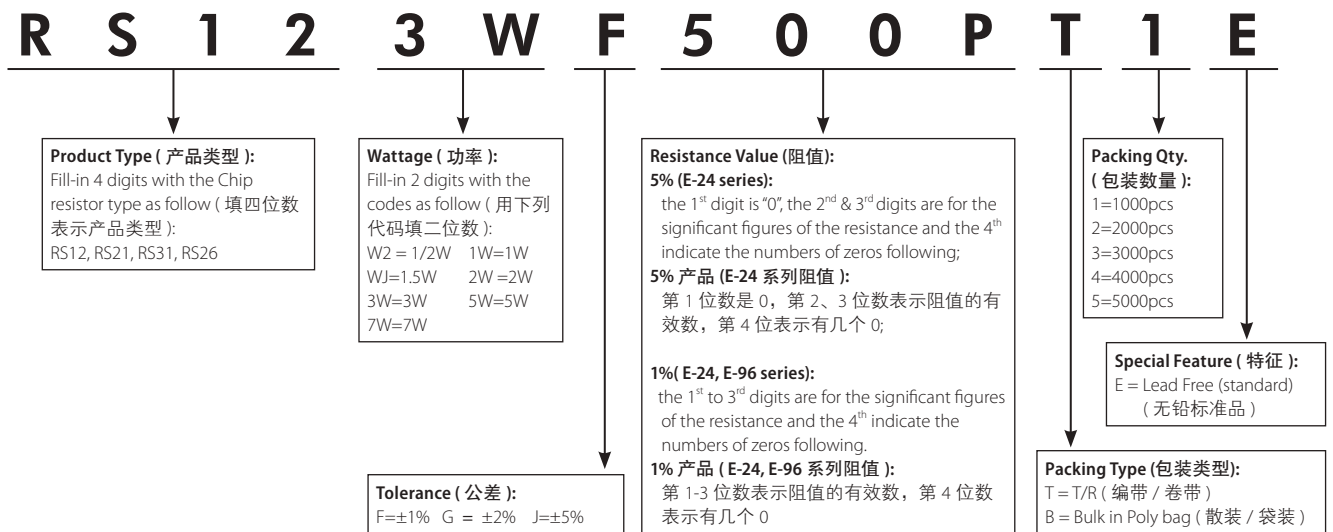 R S 1 2 3 W F 5 0 0 P T 1 E
Product Type ( 产品类型 ):
Fill-in 4 digits with the Chip
resistor type as follow ( 填四位数
表示产品类型 ):
RS12, RS21, RS31, RS26
Wattage ( 功率 ):
Fill-in 2 digits with the
codes as follow ( 用下列
代码填二位数 ):
W2 = 1/2W 1W=1W
WJ=1.5W 2W =2W
3W=3W 5W=5W
7W=7W
Tolerance ( 公差 ):
F=±1% G = ±2% J=±5%
Resistance Value (阻值):
5% (E-24 series):
the 1st digit is “0”, the 2nd & 3rd digits are for the
significant figures of the resistance and the 4th
indicate the numbers of zeros following;
5% 产品 (E-24 系列阻值 ):
第 1 位数是 0，第 2、3 位数表示阻值的有
效数，第 4 位表示有几个 0;
1%( E-24, E-96 series):
the 1st to 3rd digits are for the significant figures
of the resistance and the 4th indicate the
numbers of zeros following.
1% 产品 ( E-24, E-96 系列阻值 ):
第 1-3 位数表示阻值的有效数，第 4 位数
表示有几个 0
Packing Qty.
( 包装数量 ):
1=1000pcs
2=2000pcs
3=3000pcs
4=4000pcs
5=5000pcs
Special Feature ( 特征 ):
E = Lead Free (standard)
( 无铅标准品 )
Packing Type (包装类型):
T = T/R ( 编带 / 卷带 )
B = Bulk in Poly bag ( 散装 / 袋装 )